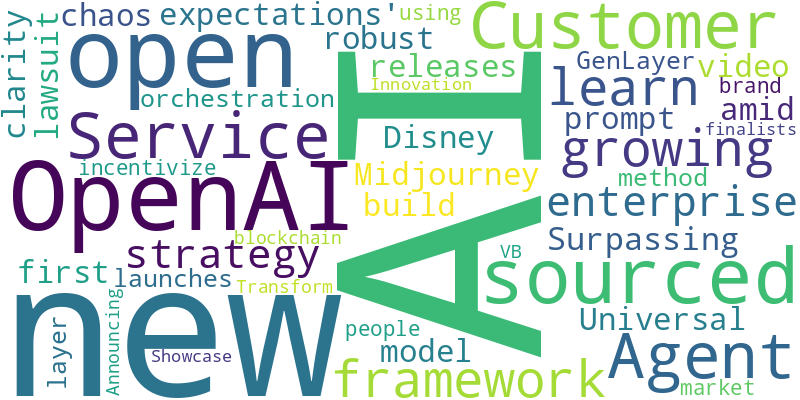 chaos
expectations'
using
Customer
clarity
lawsuit
open
robust
releases
GenLayer
video
orchestration
Innovation
learn
brand
amid
Service
Disney
prompt
finalists
growing
incentivize
OpenAI
Midjourney
method
build
enterprise
AI
strategy
blockchain
Surpassing
VB
sourced
first
launches
Transform
new
Announcing
layer
people
Universal
model
Agent
Showcase
framework
market